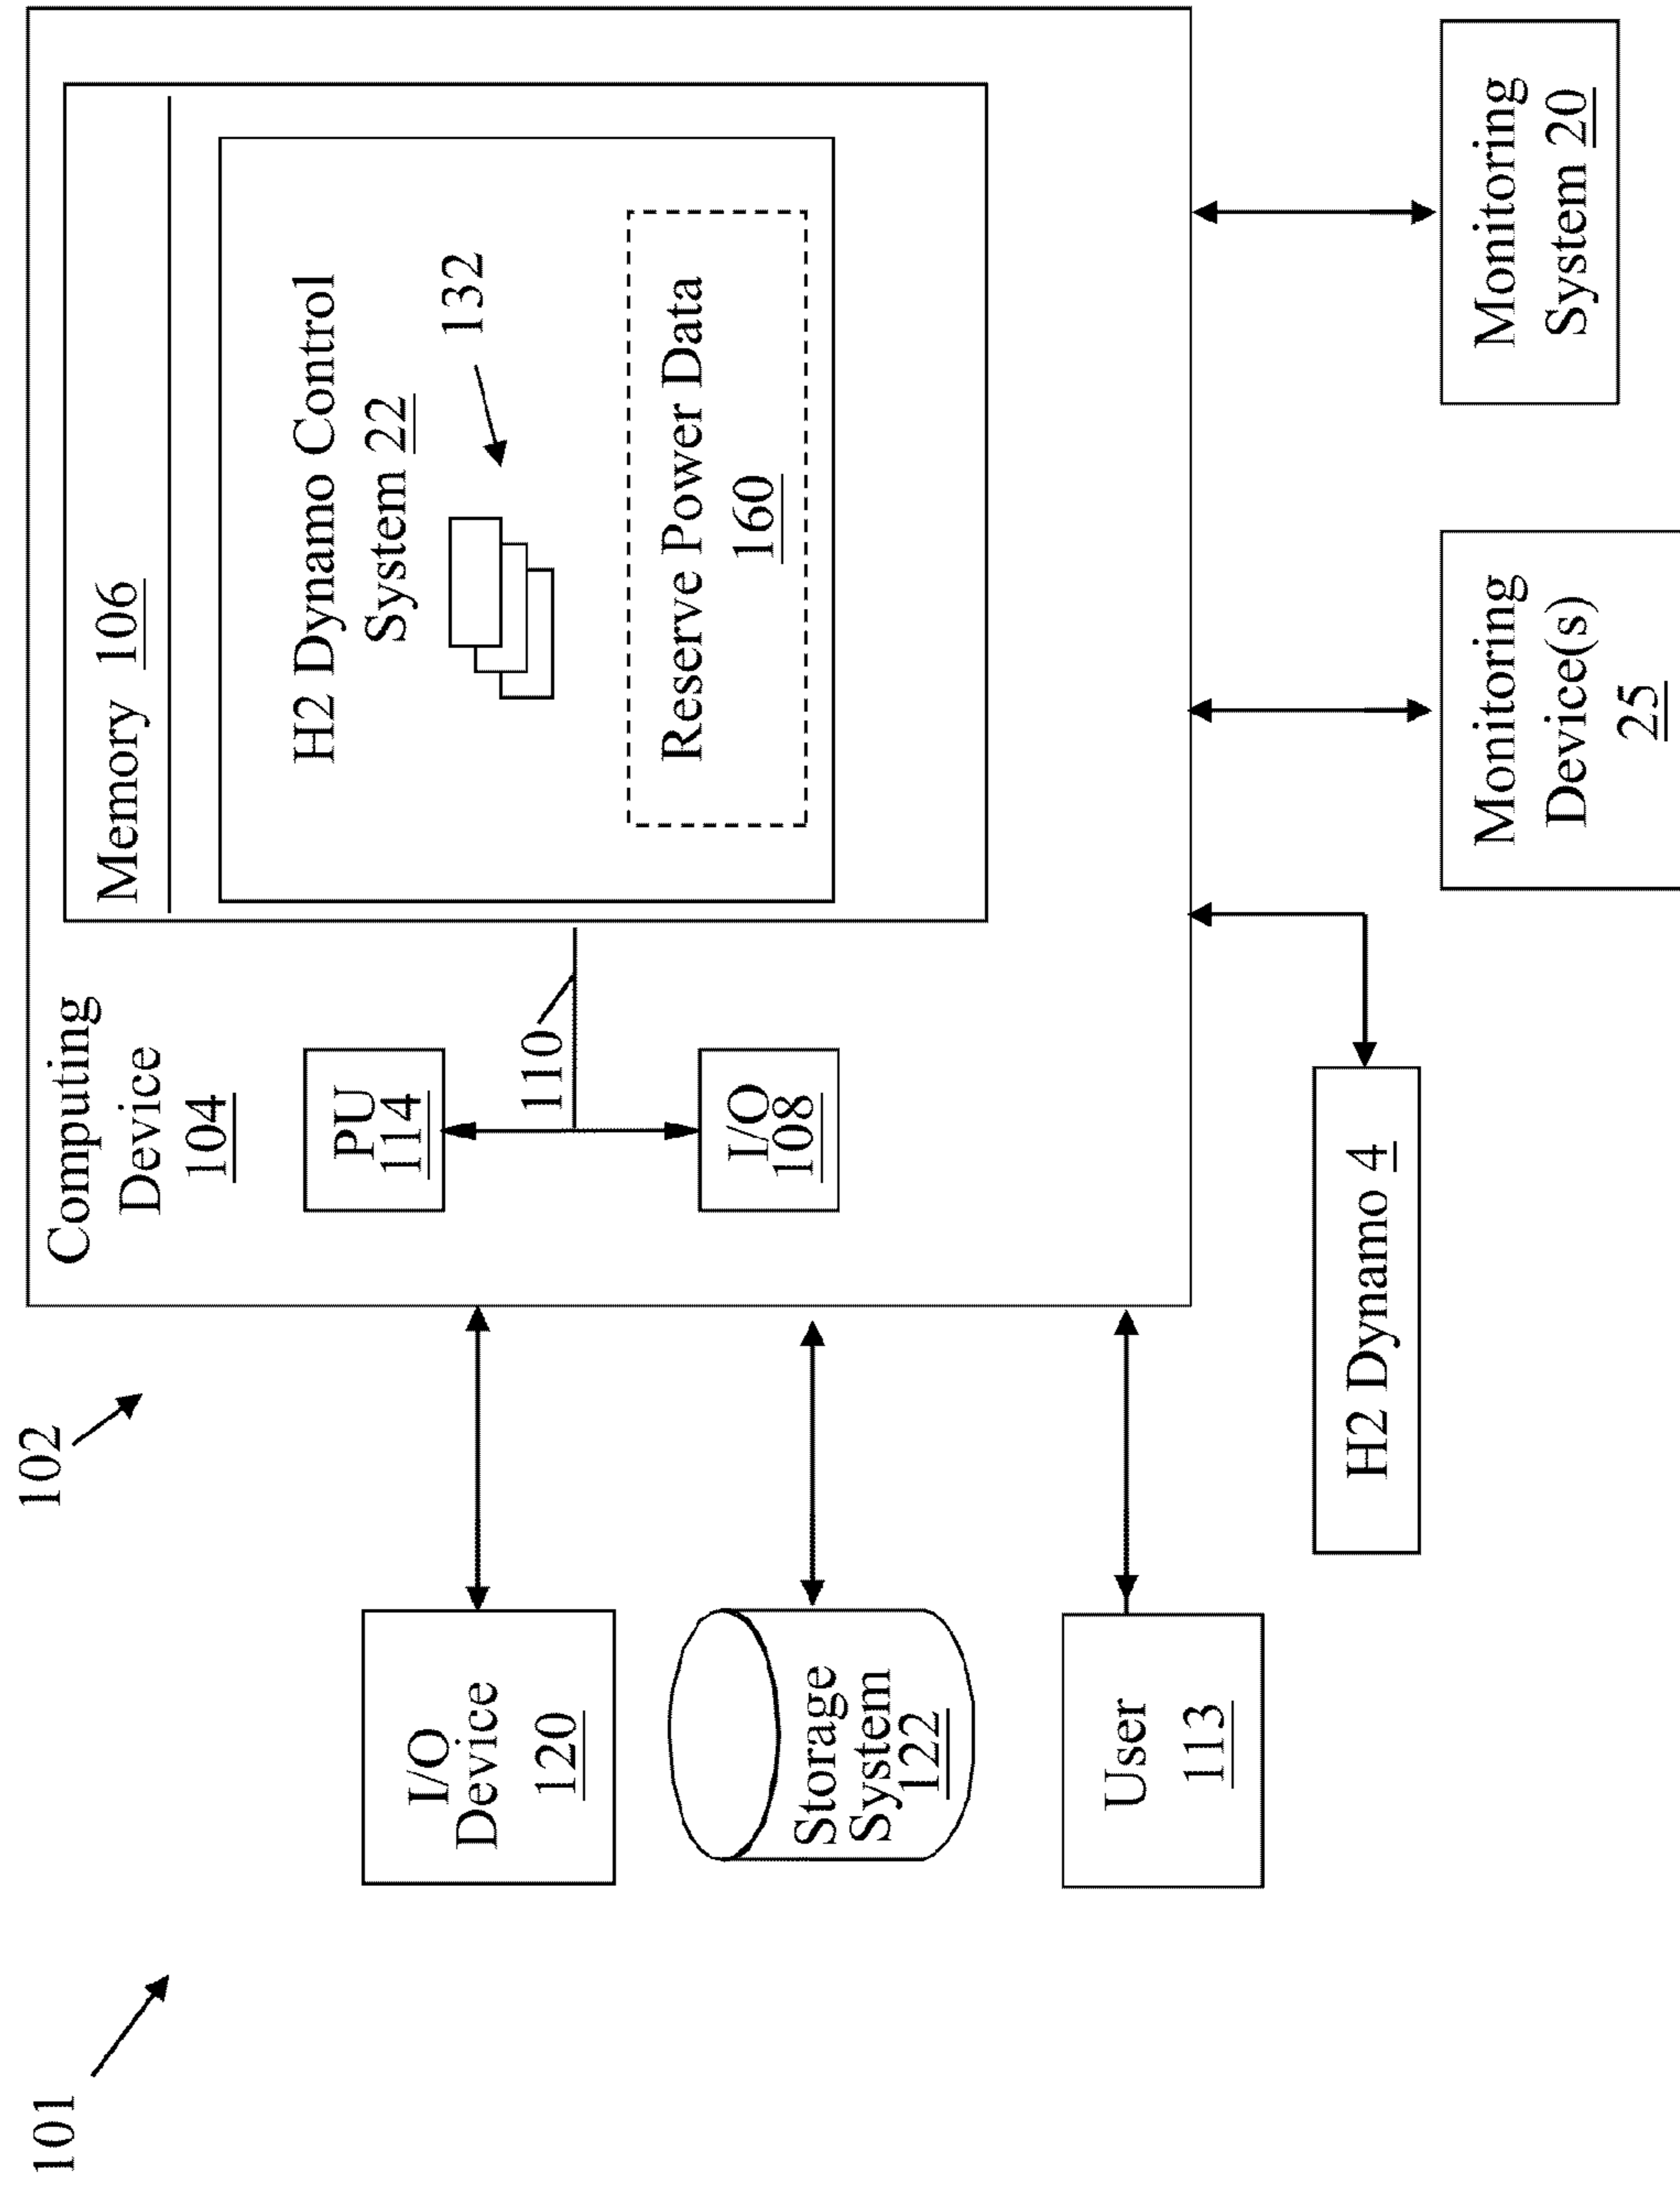 101
102
Computing
Device
104
Memory 106
H2 Dynamo Control
System 22
132
Reserve Power Data
160
PU
114
110
I/O
108
I/O
Device
120
Storage
System
122
User
113
H2 Dynamo 4
Monitoring
Device(s)
25
Monitoring
System 20